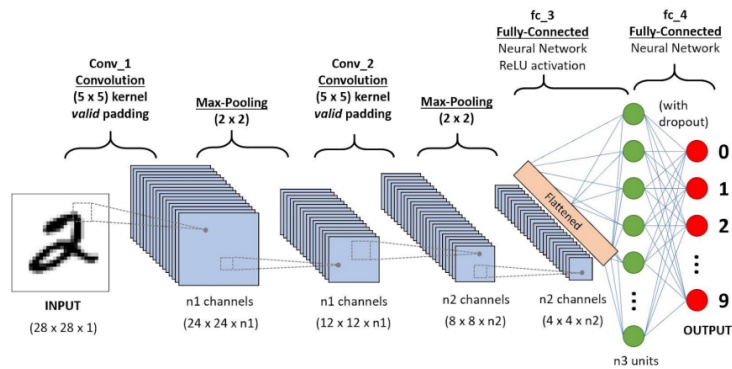 fc_3
Fully-Connected
Neural Network
ReLU activation
fc_4
Fully-Connected
Neural Network
Conv_1
Convolution
(5 x 5) kernel
valid padding
Max-Pooling
(2 x 2)
Conv_2
Convolution
(5 x 5) kernel
valid padding
Max-Pooling
(2 x 2)
(with
dropout)
2
Flattened
0
1
2
9
INPUT
(28 x 28 x 1)
n1 channels
(24 x 24 x n1)
n1 channels
(12 x 12 x n1)
n2 channels
(8 x 8 x n2)
n2 channels
(4 x 4 x n2)
OUTPUT
n3 units